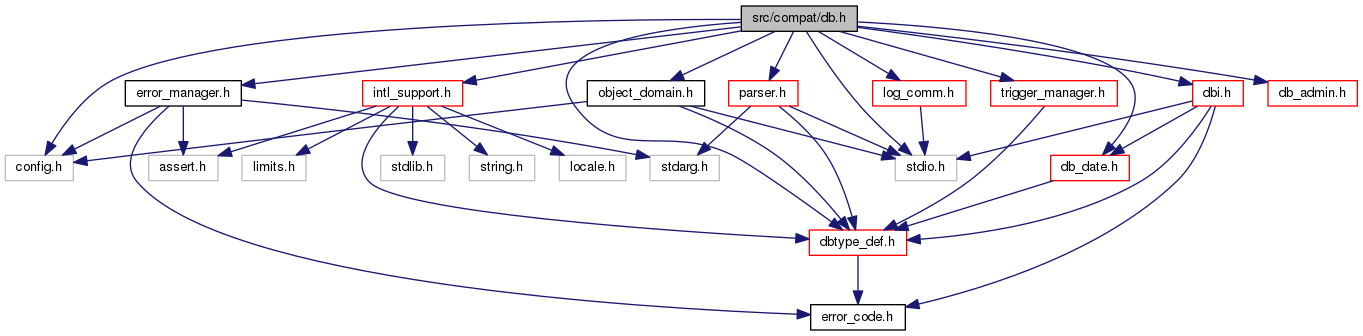 src/compat/db.h
error_manager.h
intl_support.h
object_domain.h
parser.h
log_comm.h
trigger_manager.h
dbi.h
db_admin.h
config.h
assert.h
limits.h
stdlib.h
string.h
locale.h
stdarg.h
stdio.h
db_date.h
dbtype_def.h
error_code.h